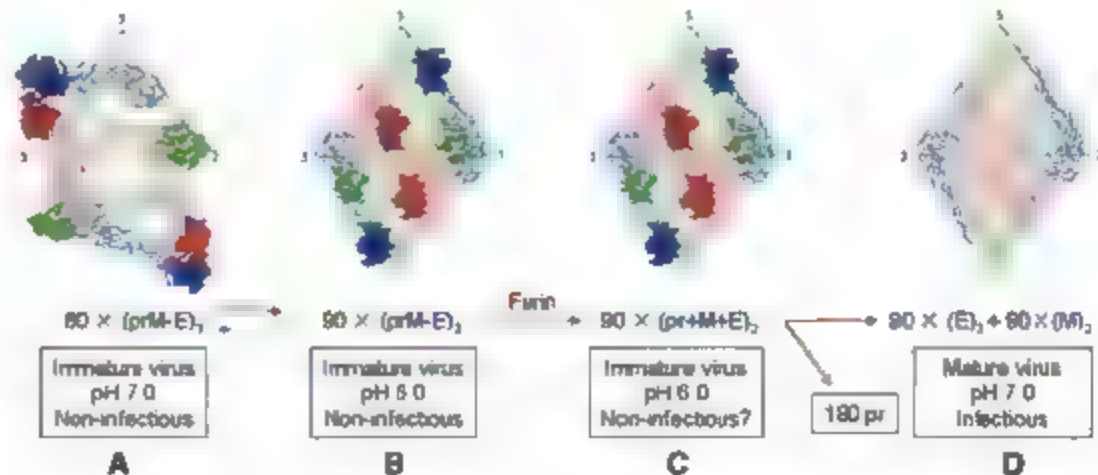 Furin
60 × (prM-E)₃
90 × (prM-E)₂
90 × (pr+M+E)₂
90 × (E)₂ + 90 × (M)₂
Immature virus
pH 7.0
Non-infectious
Immature virus
pH 6.0
Non-infectious
Immature virus
pH 6.0
Non-infectious?
180 pr
Mature virus
pH 7.0
Infectious
A
B
C
D